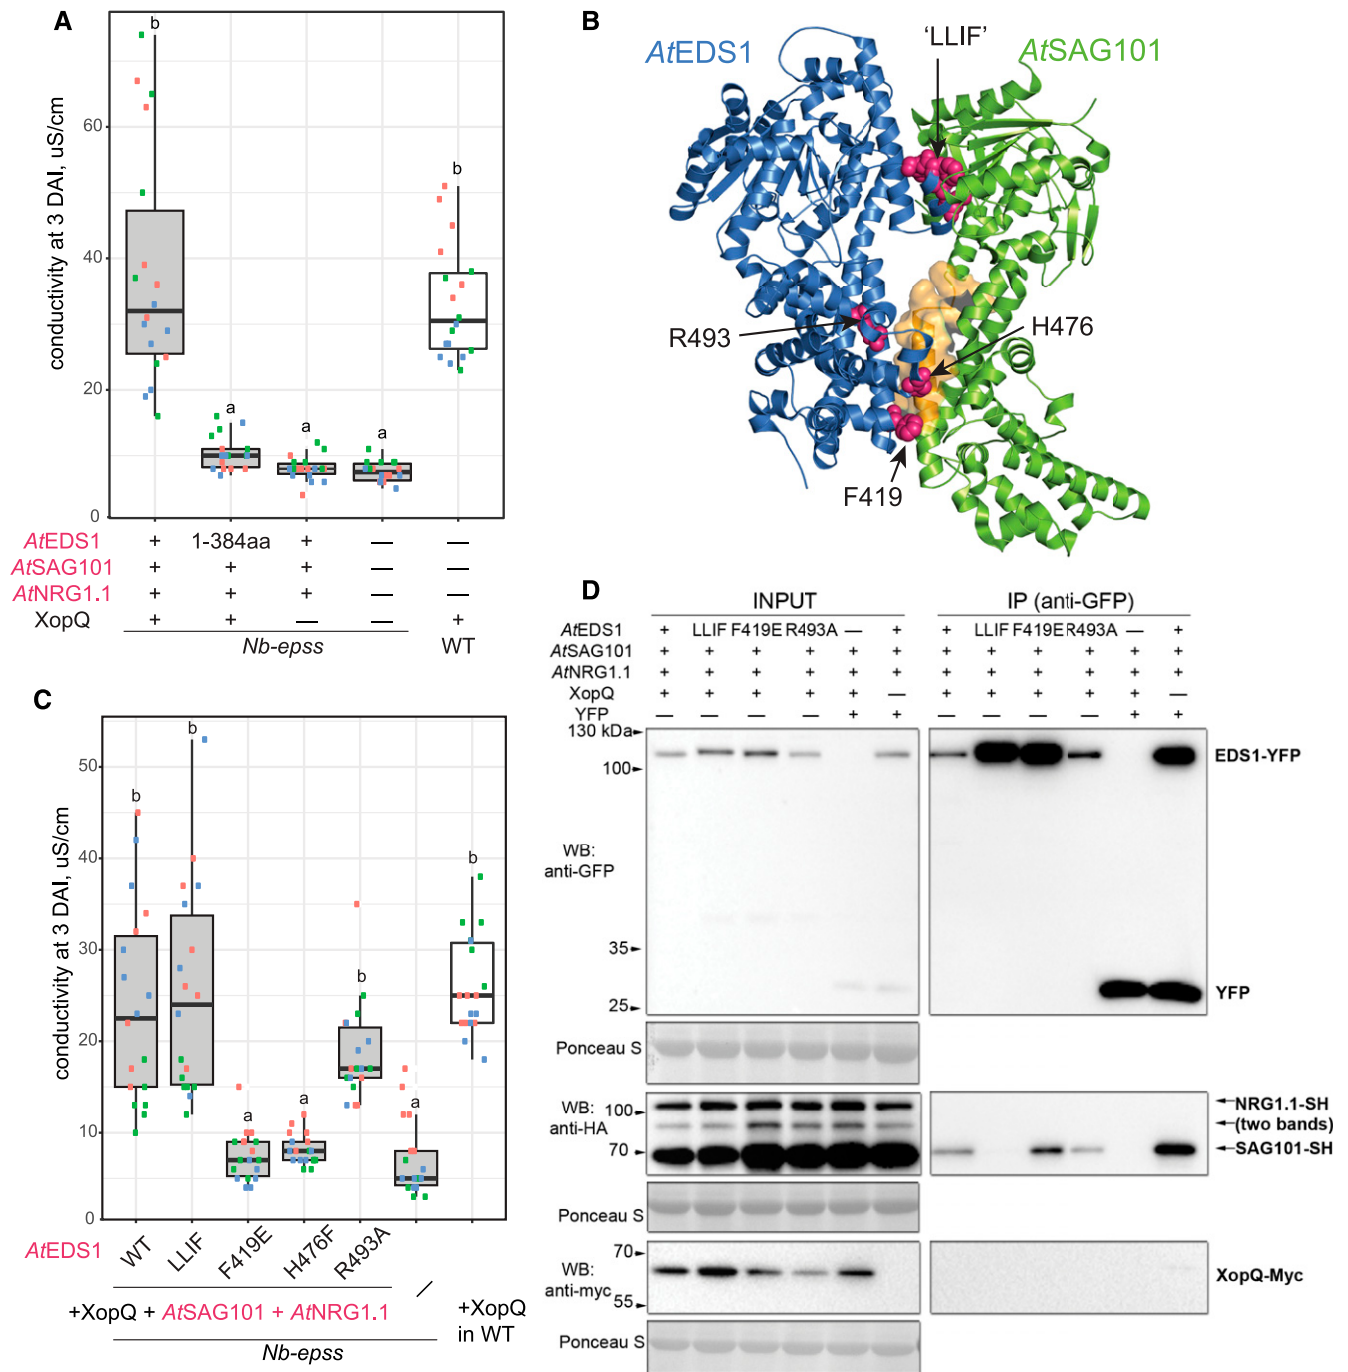 A
conductivity at 3 DAI, uS/cm
60
40
20
0
b
a
a
a
b
AtEDS1 + 1-384aa + — —
AtSAG101 + + + — —
AtNRG1.1 + + + — —
XopQ + + — — +
Nb-epss WT
B
AtEDS1
'LLIF'
AtSAG101
R493
H476
F419
C
conductivity at 3 DAI, uS/cm
50
40
30
20
10
0
b
b
a
a
b
a
b
AtEDS1 WT LLIF F419E H476F R493A —
+XopQ + AtSAG101 + AtNRG1.1
+XopQ
in WT
Nb-epss
D
INPUT IP (anti-GFP)
AtEDS1 + LLIF F419E R493A — + + LLIF F419E R493A — +
AtSAG101 + + + + + + + + + + + +
AtNRG1.1 + + + + + + + + + + + +
XopQ + + + + + — + + + + + —
YFP — — — — + + — — — — + +
130 kDa
100
WB:
anti-GFP
35
25
EDS1-YFP
YFP
Ponceau S
WB:
anti-HA
100
70
NRG1.1-SH
(two bands)
SAG101-SH
Ponceau S
WB:
anti-myc
70
55
XopQ-Myc
Ponceau S